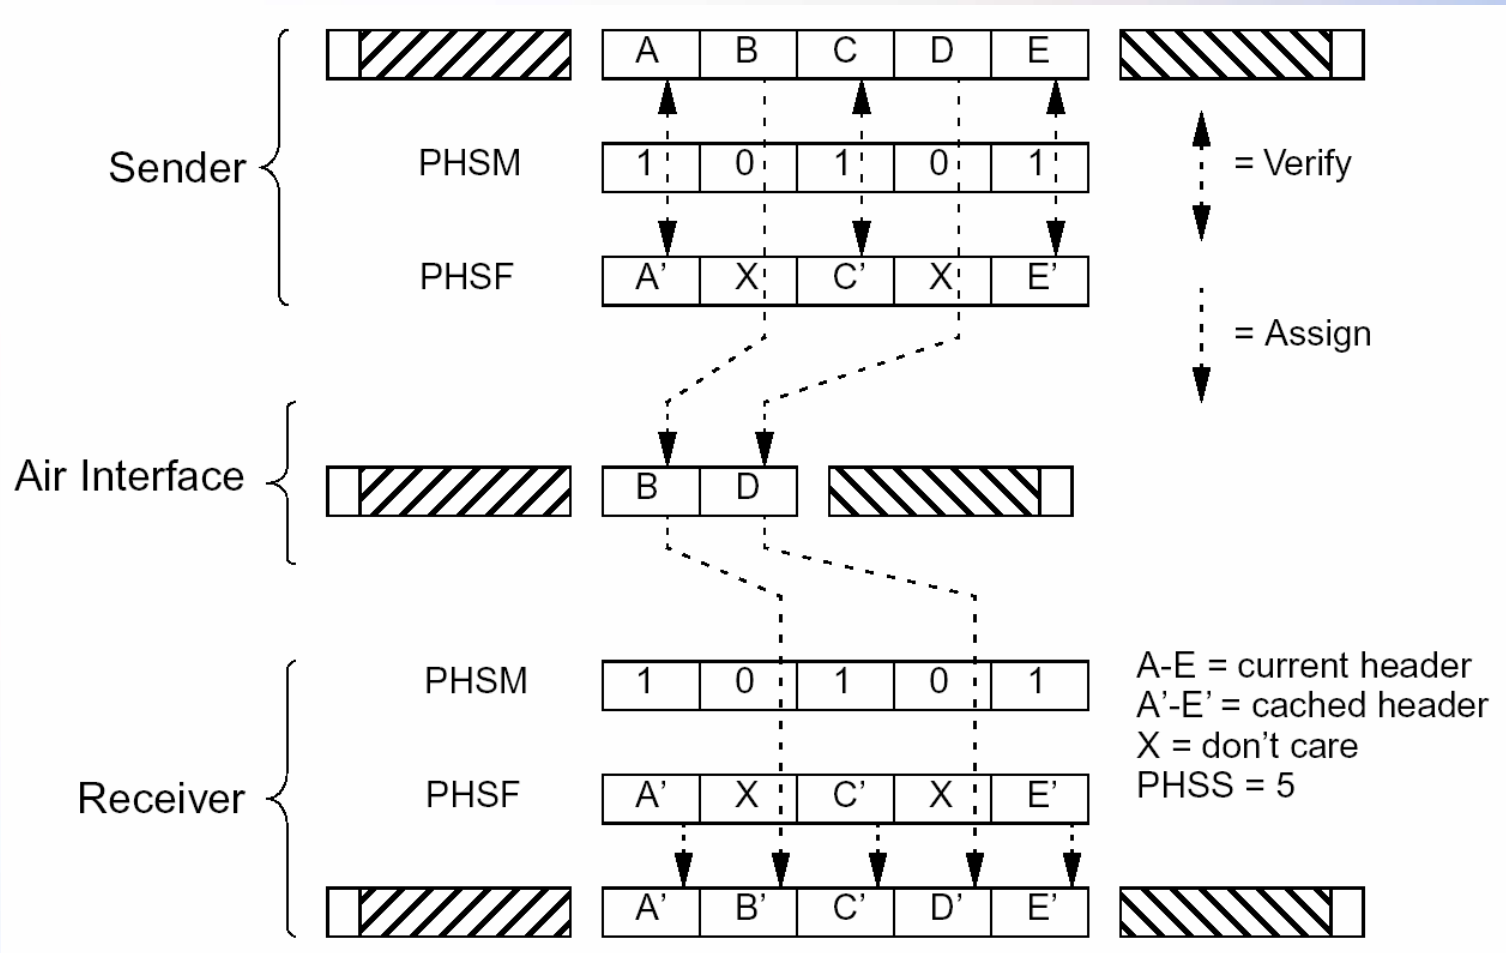 A B C D E
Sender
PHSM 1 0 1 0 1
= Verify
PHSF A' X C' X E'
= Assign
Air Interface
B D
PHSM 1 0 1 0 1
A-E = current header
A'-E' = cached header
X = don't care
PHSS = 5
Receiver
PHSF A' X C' X E'
A' B' C' D' E'